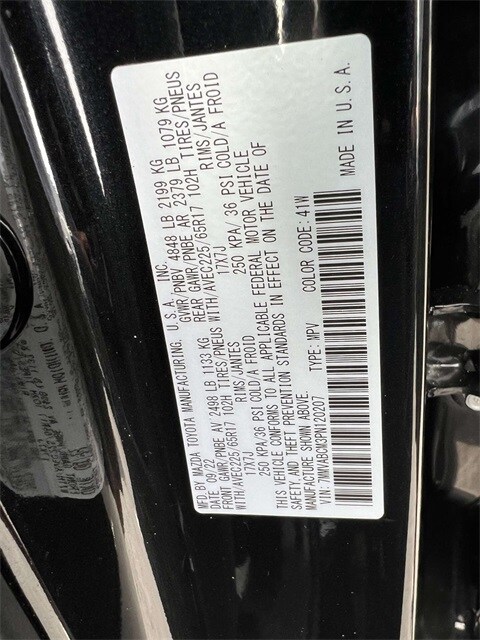 MFD.BY MAZDA TOYOTA MANUFACTURING, U.S.A., INC.
DATE 09/22 GVWR/PNBV 4848 LB 2199 KG
FRONT GAWR/PNBE AV 2498 LB 1133 KG REAR GAWR/PNBE AR 2379 LB 1079 KG
WITH/AVEC225/65R17 102H TIRES/PNEUS WITH/AVEC225/65R17 102H TIRES/PNEUS
17X7J RIMS/JANTES 17X7J RIMS/JANTES
250 KPA/36 PSI COLD/A FROID 250 KPA/ 36 PSI COLD/A FROID
THIS VEHICLE CONFORMS TO ALL APPLICABLE FEDERAL MOTOR VEHICLE
SAFETY AND THEFT PREVENTION STANDARDS IN EFFECT ON THE DATE OF
MANUFACTURE SHOWN ABOVE.
VIN: 7MMVABCM3PN120207 TYPE: MPV COLOR CODE: 41W
MADE IN U.S.A.